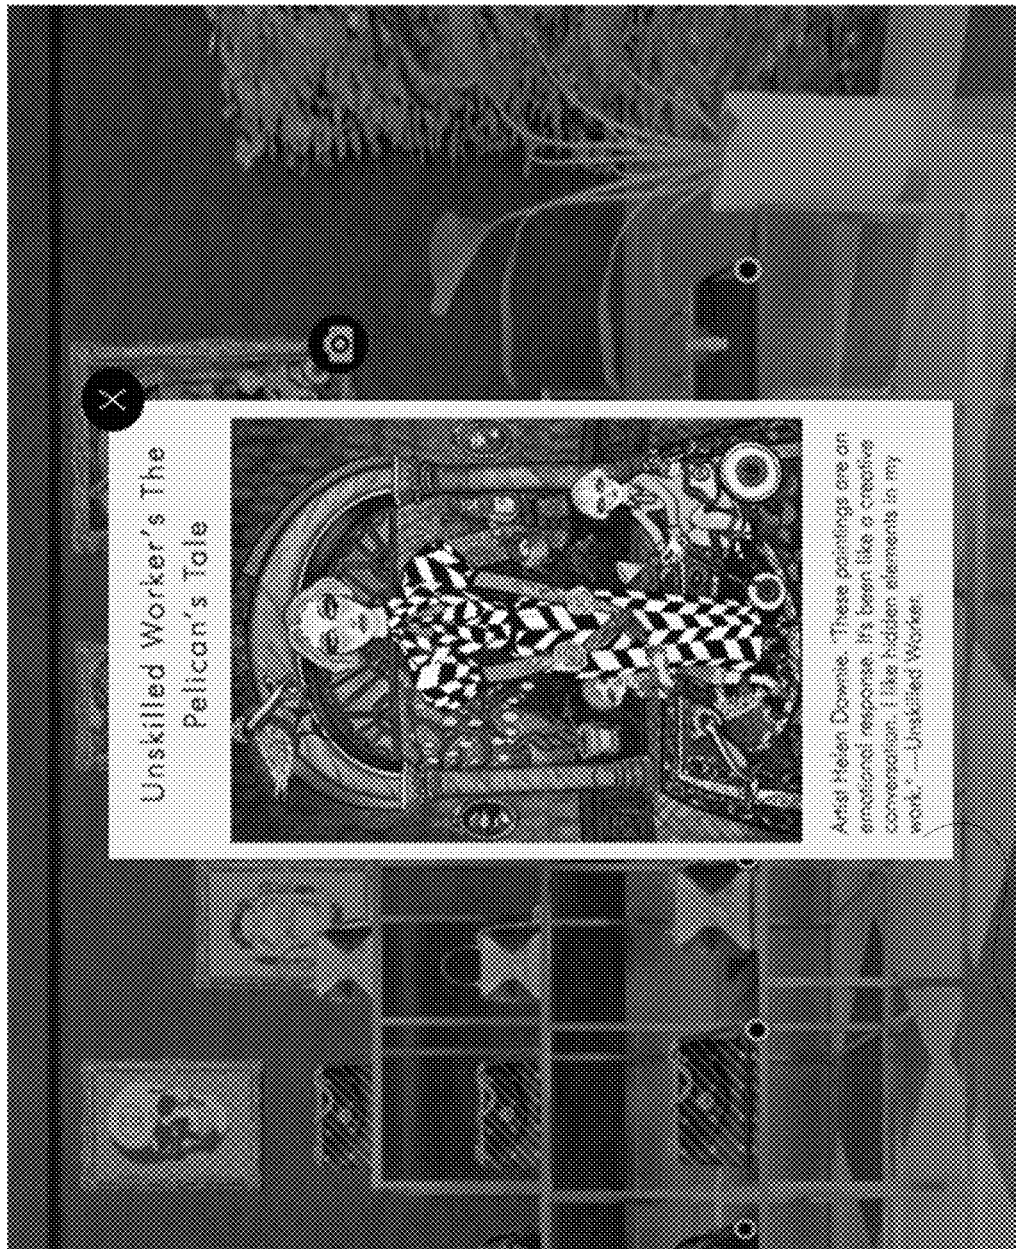 Unskilled Worker's The
Pelican's Tale
Artist Helen Downie. "These paintings are an
emotional response. It's been like a creative
conversation. I like hidden elements in my
work." —Unskilled Worker.